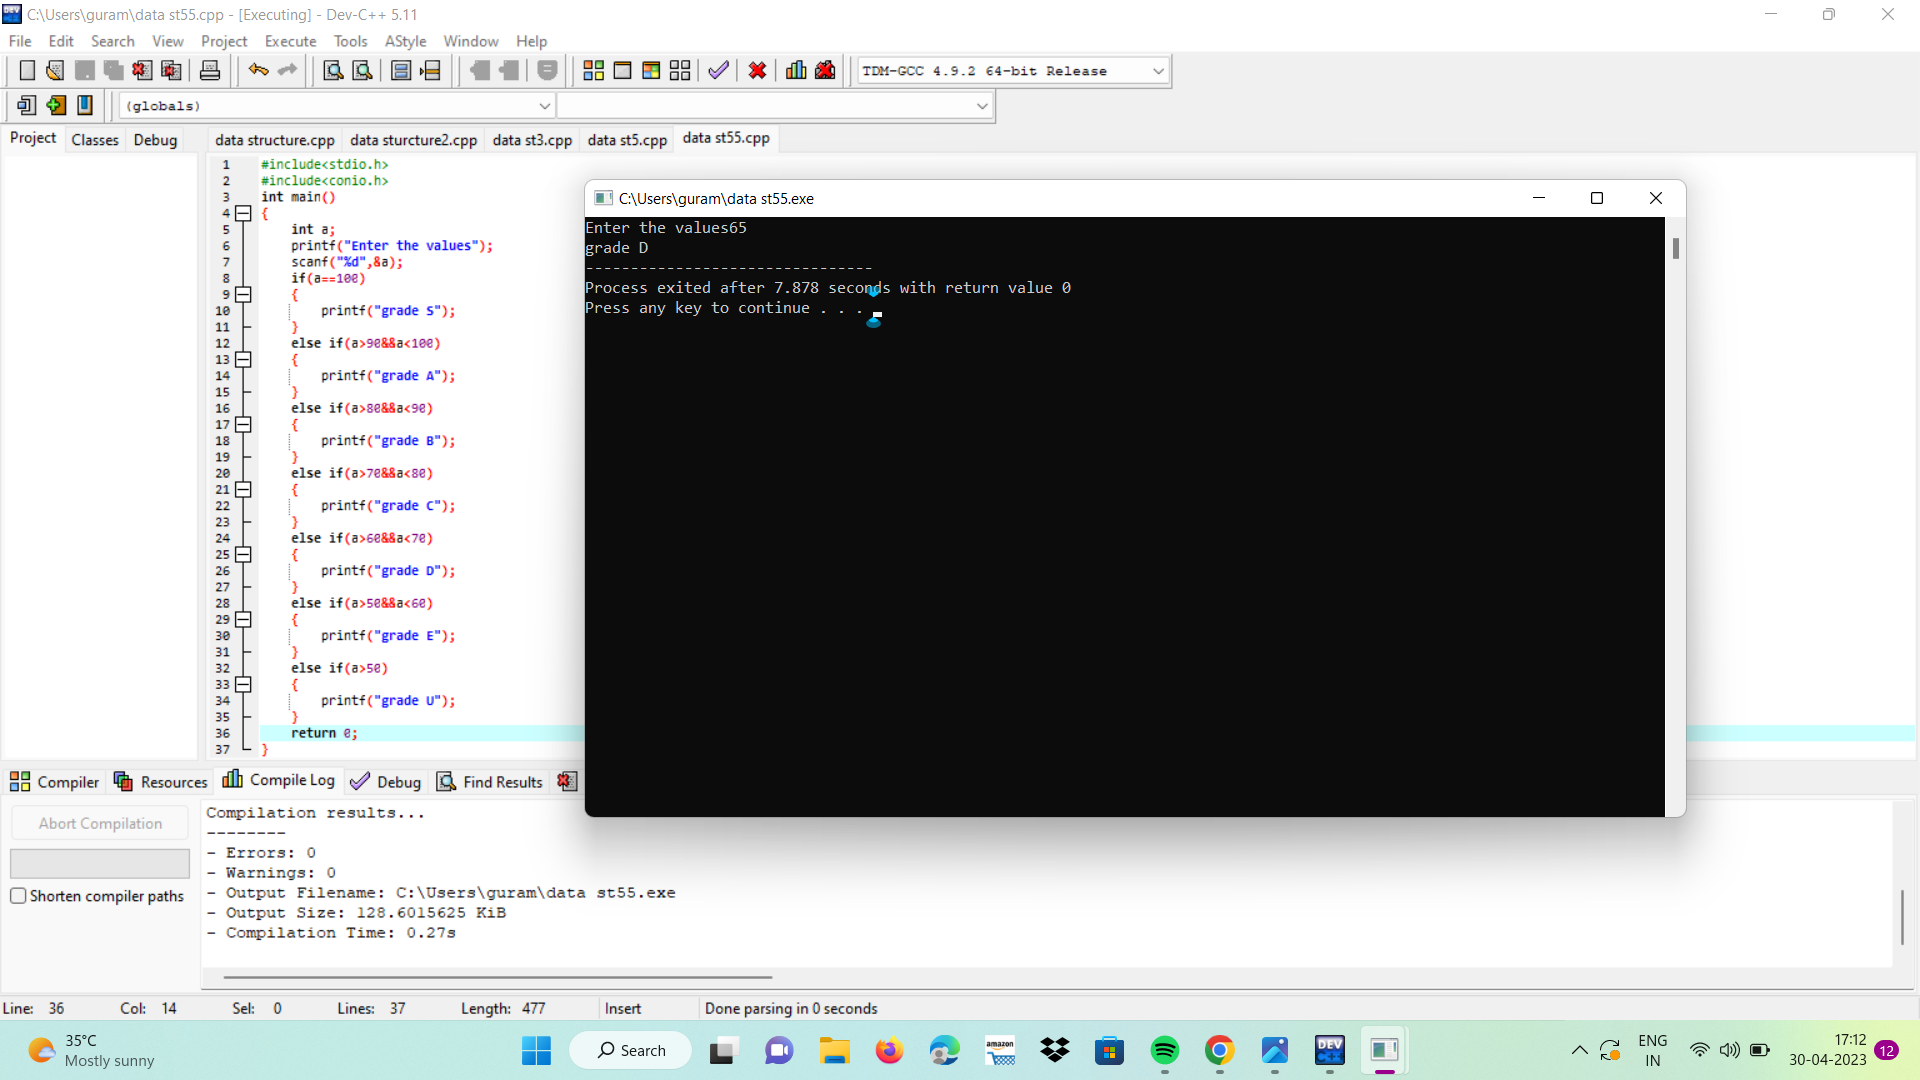 C:\Users\guram\data st55.cpp - [Executing] - Dev-C++ 5.11
File Edit Search View Project Execute Tools AStyle Window Help
TDM-GCC 4.9.2 64-bit Release
(globals)
Project Classes Debug
data structure.cpp data sturcture2.cpp data st3.cpp data st5.cpp data st55.cpp
1 #include<stdio.h>
2 #include<conio.h>
3 int main()
4 {
5 int a;
6 printf("Enter the values");
7 scanf("%d",&a);
8 if(a==100)
9 {
10 printf("grade S");
11 }
12 else if(a>90&&a<100)
13 {
14 printf("grade A");
15 }
16 else if(a>80&&a<90)
17 {
18 printf("grade B");
19 }
20 else if(a>70&&a<80)
21 {
22 printf("grade C");
23 }
24 else if(a>60&&a<70)
25 {
26 printf("grade D");
27 }
28 else if(a>50&&a<60)
29 {
30 printf("grade E");
31 }
32 else if(a>50)
33 {
34 printf("grade U");
35 }
36 return 0;
37 }
C:\Users\guram\data st55.exe
Enter the values65
grade D
--------------------------------
Process exited after 7.878 seconds with return value 0
Press any key to continue . . .
Compiler Resources Compile Log Debug Find Results
Abort Compilation
Shorten compiler paths
Compilation results...
--------
- Errors: 0
- Warnings: 0
- Output Filename: C:\Users\guram\data st55.exe
- Output Size: 128.6015625 KiB
- Compilation Time: 0.27s
Line: 36 Col: 14 Sel: 0 Lines: 37 Length: 477 Insert Done parsing in 0 seconds
35°C
Mostly sunny
Search
amazon
DEV
C++
ENG
IN
17:12
30-04-2023
12